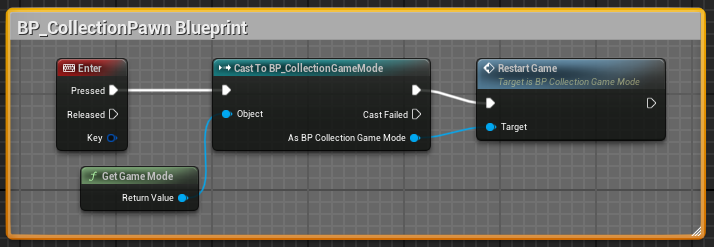 BP_CollectionPawn Blueprint
Enter
Pressed
Released
Key
Cast To BP_CollectionGameMode
Object
Cast Failed
As BP Collection Game Mode
Restart Game
Target is BP Collection Game Mode
Target
f Get Game Mode
Return Value